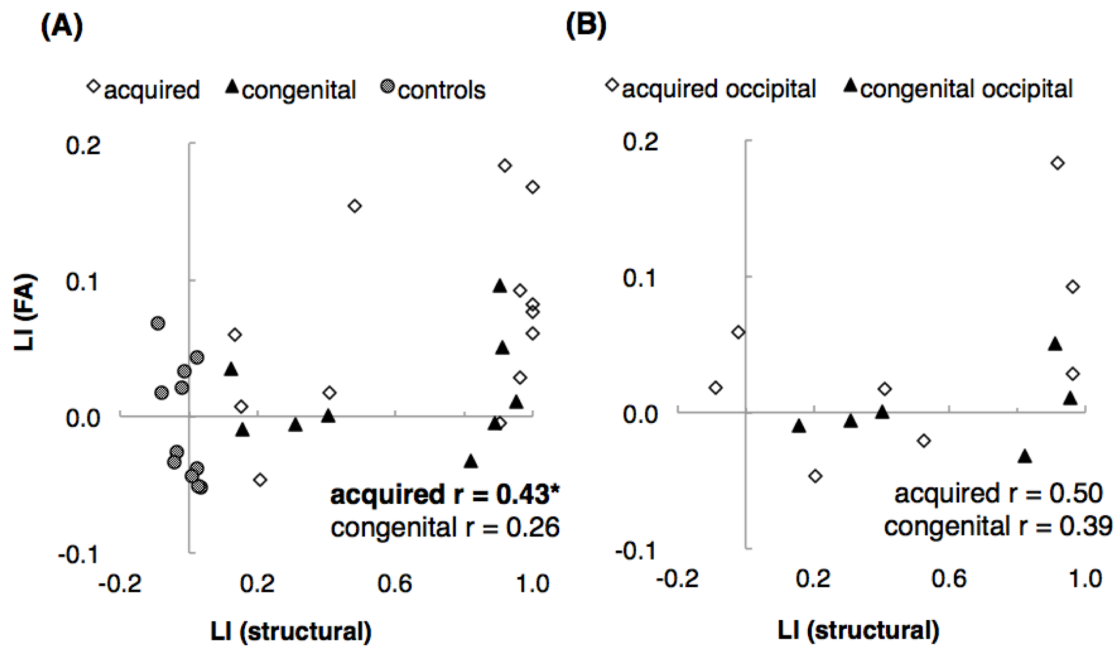 (A)
acquired congenital controls
0.2
0.1
0.0
-0.1
LI (FA)
-0.2 0.2 0.6 1.0
LI (structural)
acquired r = 0.43*
congenital r = 0.26
(B)
acquired occipital congenital occipital
0.2
0.1
0.0
-0.1
-0.2 0.2 0.6 1.0
LI (structural)
acquired r = 0.50
congenital r = 0.39